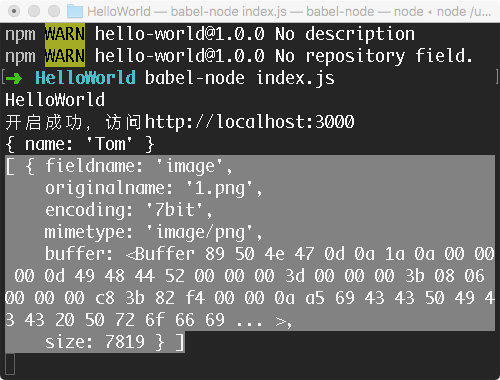 HelloWorld — babel-node index.js — babel-node — node ◂ node /u...
npm WARN hello-world@1.0.0 No description
npm WARN hello-world@1.0.0 No repository field.
[➜ HelloWorld babel-node index.js
HelloWorld
开启成功，访问http://localhost:3000
{ name: 'Tom' }
[ { fieldname: 'image',
originalname: '1.png',
encoding: '7bit',
mimetype: 'image/png',
buffer: <Buffer 89 50 4e 47 0d 0a 1a 0a 00 00
00 0d 49 48 44 52 00 00 00 3d 00 00 00 3b 08 06
00 00 00 c8 3b 82 f4 00 00 0a a5 69 43 43 50 49 4
3 43 20 50 72 6f 66 69 ... >,
size: 7819 } ]